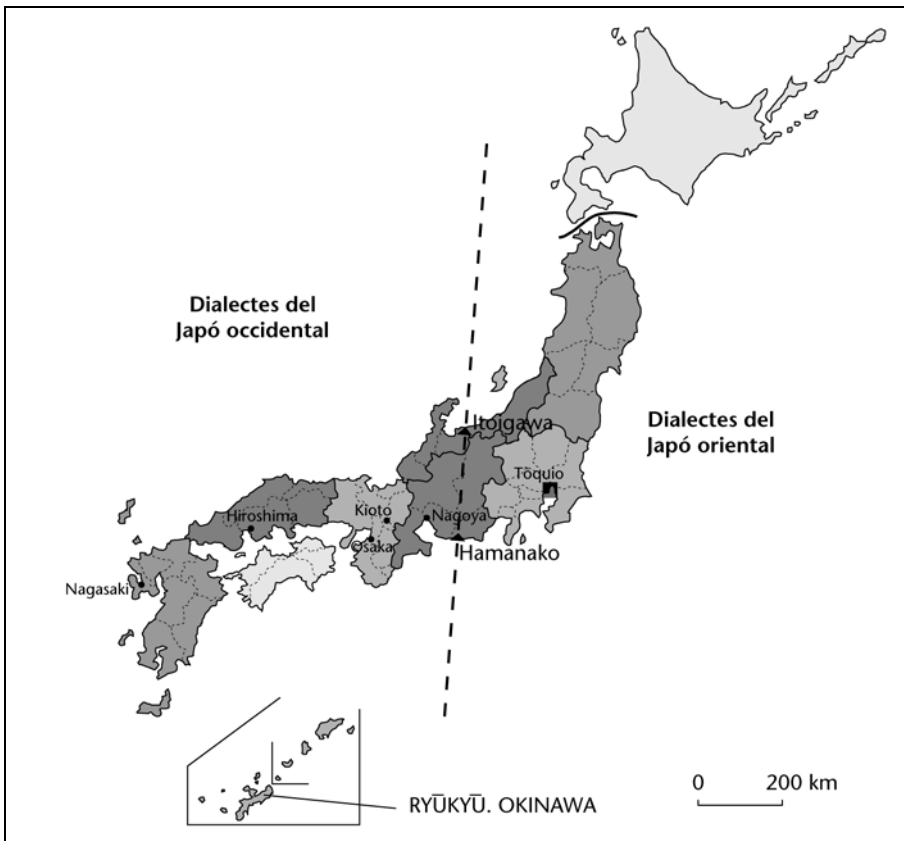 Dialectes del
Japó occidental
Itoigawa
Dialectes del
Japó oriental
Tòquio
Kioto
Nagoya
Hiroshima
Osaka
Hamanako
Nagasaki
0 200 km
RYŪKYŪ. OKINAWA